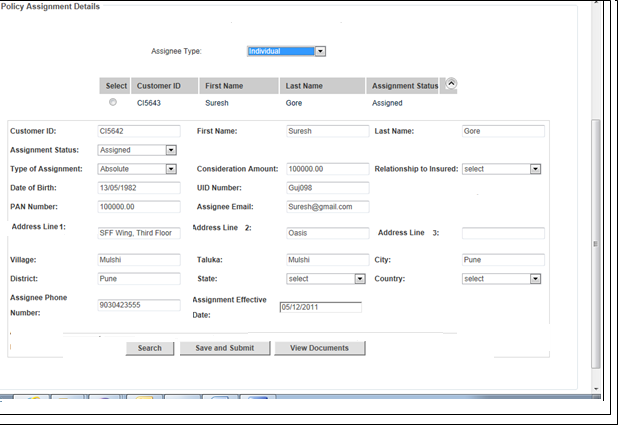 Policy Assignment Details
Assignee Type: Individual
Select Customer ID First Name Last Name Assignment Status
CI5643 Suresh Gore Assigned
Customer ID: CI5642 First Name: Suresh Last Name: Gore
Assignment Status: Assigned
Type of Assignment: Absolute Consideration Amount: 100000.00 Relationship to Insured: select
Date of Birth: 13/05/1982 UID Number: Guj098
PAN Number: 100000.00 Assignee Email: Suresh@gmail.com
Address Line 1: SFF Wing, Third Floor Address Line 2: Oasis Address Line 3:
Village: Mulshi Taluka: Mulshi City: Pune
District: Pune State: select Country: select
Assignee Phone Number: 9030423555 Assignment Effective Date: 05/12/2011
Search Save and Submit View Documents